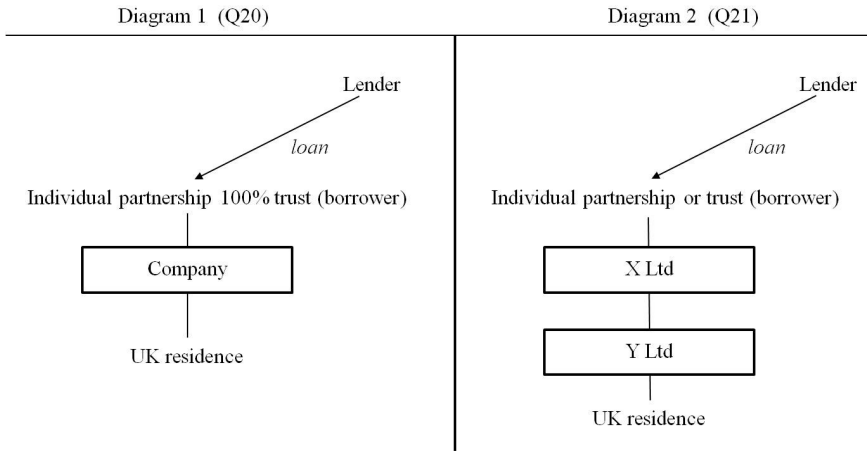 Diagram 1 (Q20)
Lender
loan
Individual partnership 100% trust (borrower)
Company
UK residence
Diagram 2 (Q21)
Lender
loan
Individual partnership or trust (borrower)
X Ltd
Y Ltd
UK residence